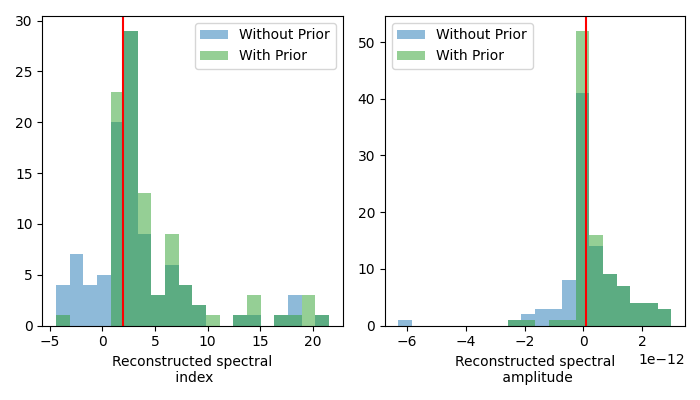 Without Prior
With Prior
30
25
20
15
10
5
0
−5
0
5
10
15
20
Reconstructed spectral
index
Without Prior
With Prior
50
40
30
20
10
0
−6
−4
−2
0
2
1e−12
Reconstructed spectral
amplitude